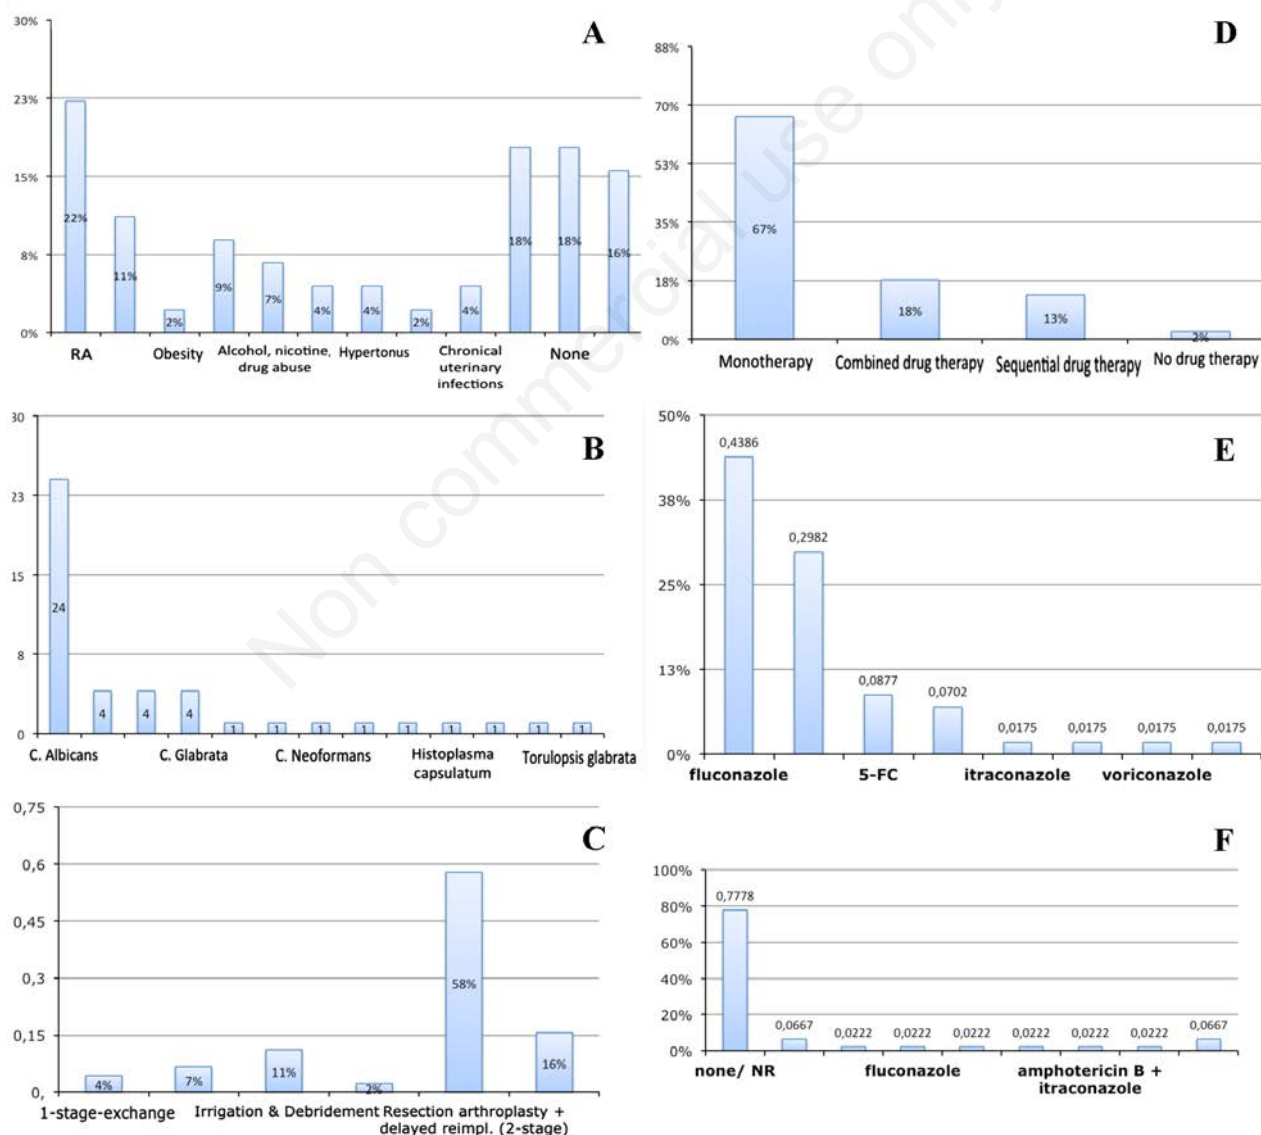 A
30%
23%
15%
8%
0%
22%
11%
2%
9%
7%
4%
4%
2%
4%
18%
18%
16%
RA
Obesity
Alcohol, nicotine,
drug abuse
Hypertonus
Chronical
uterinary
infections
None
D
88%
70%
53%
35%
18%
0%
67%
18%
13%
2%
Monotherapy
Combined drug therapy
Sequential drug therapy
No drug therapy
B
30
23
15
8
0
24
4
4
4
1
1
1
1
1
1
1
1
1
C. Albicans
C. Glabrata
C. Neoformans
Histoplasma
capsulatum
Torulopsis glabrata
E
50%
38%
25%
13%
0%
0,4386
0,2982
0,0877
0,0702
0,0175
0,0175
0,0175
0,0175
fluconazole
5-FC
itraconazole
voriconazole
C
0,75
0,6
0,45
0,3
0,15
0,
4%
7%
11%
2%
58%
16%
1-stage-exchange
Irrigation & Debridement
Resection arthroplasty +
delayed reimpl. (2-stage)
F
100%
80%
60%
40%
20%
0%
0,7778
0,0667
0,0222
0,0222
0,0222
0,0222
0,0222
0,0222
0,0667
none/ NR
fluconazole
amphotericin B +
itraconazole
Non commercial use only